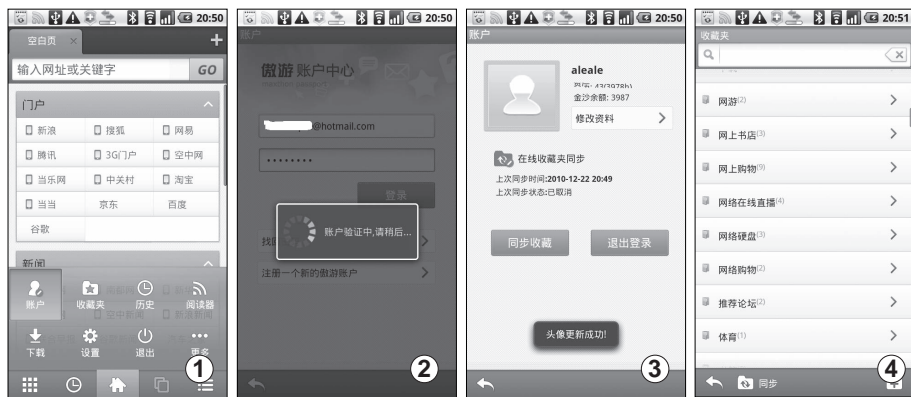 20:50
空白页 × +
输入网址或关键字 GO
门户
新浪 搜狐 网易
腾讯 3G门户 空中网
当乐网 中关村 淘宝
当当 京东 百度
谷歌
新闻
账户 收藏夹 历史 阅读器
下载 设置 退出 更多
1
20:50
账户
傲游 账户中心
@hotmail.com
········
登录
账户验证中,请稍后...
注册一个新的傲游账户
2
20:50
账户
aleale
金沙余额: 3987
修改资料
在线收藏夹同步
上次同步时间:2010-12-22 20:49
上次同步状态:已取消
同步收藏 退出登录
头像更新成功!
3
20:51
收藏夹
网游(2)
网上书店(3)
网上购物(9)
网络在线直播(4)
网络硬盘(3)
网络购物(2)
推荐论坛(2)
体育(1)
同步
4